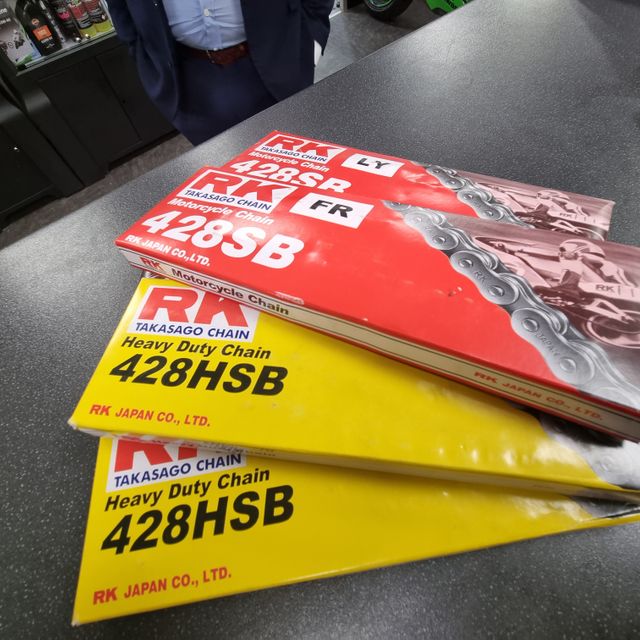 RK
TAKASAGO CHAIN
Motorcycle Chain
LY
428SB
RK
TAKASAGO CHAIN
FR
Motorcycle Chain
428SB
RK JAPAN CO., LTD.
RK Motorcycle Chain
RK
RK JAPAN CO., LTD.
RK
TAKASAGO CHAIN
Heavy Duty Chain
428HSB
RK JAPAN CO., LTD.
RK
TAKASAGO CHAIN
Heavy Duty Chain
428HSB
RK JAPAN CO., LTD.